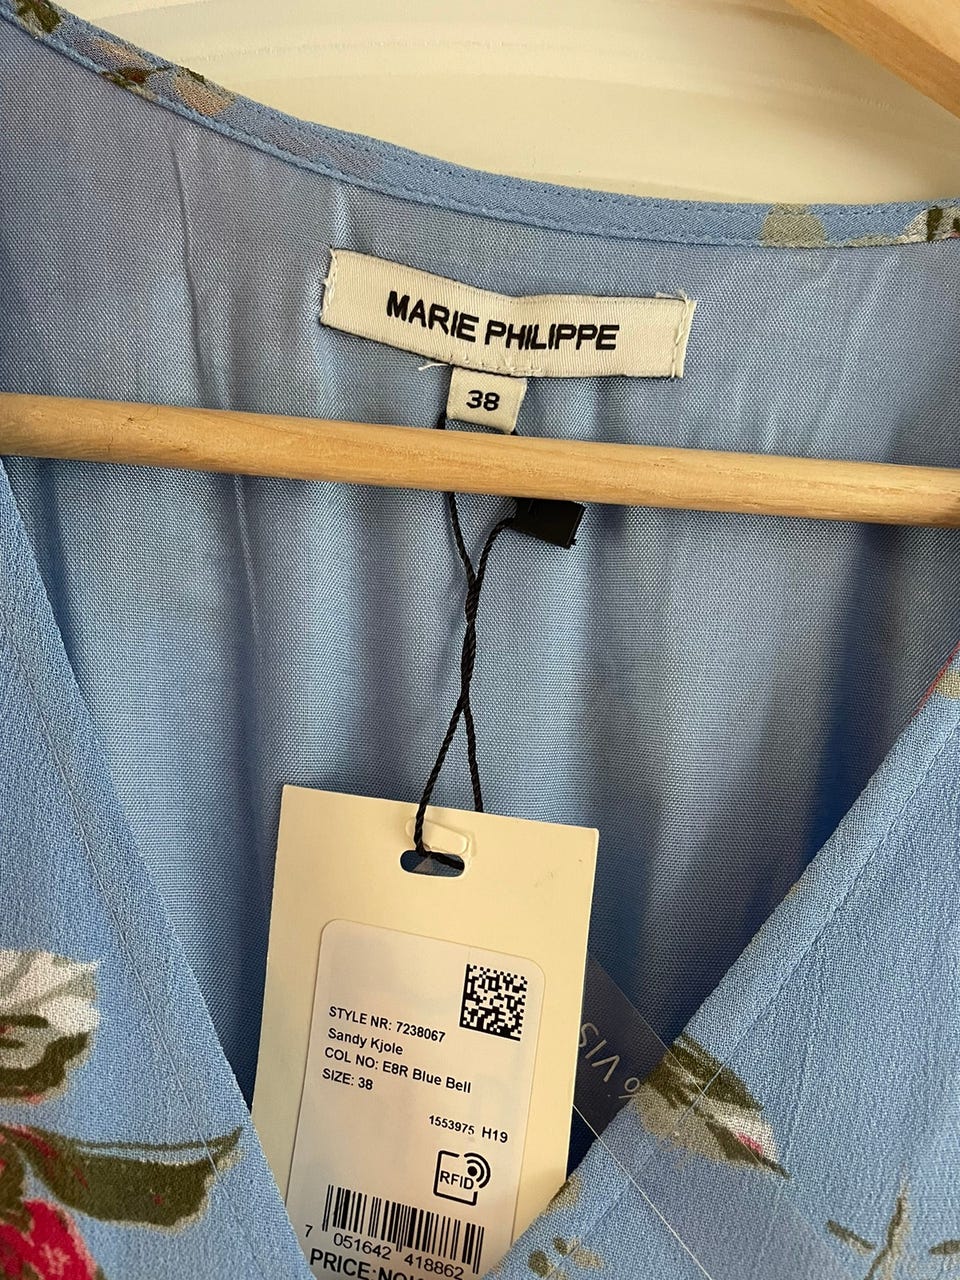 MARIE PHILIPPE
38
STYLE NR: 7238067
Sandy Kjole
COL NO: E8R Blue Bell
SIZE: 38
1553975 H19
RFID
7 051642 418862
% VIS